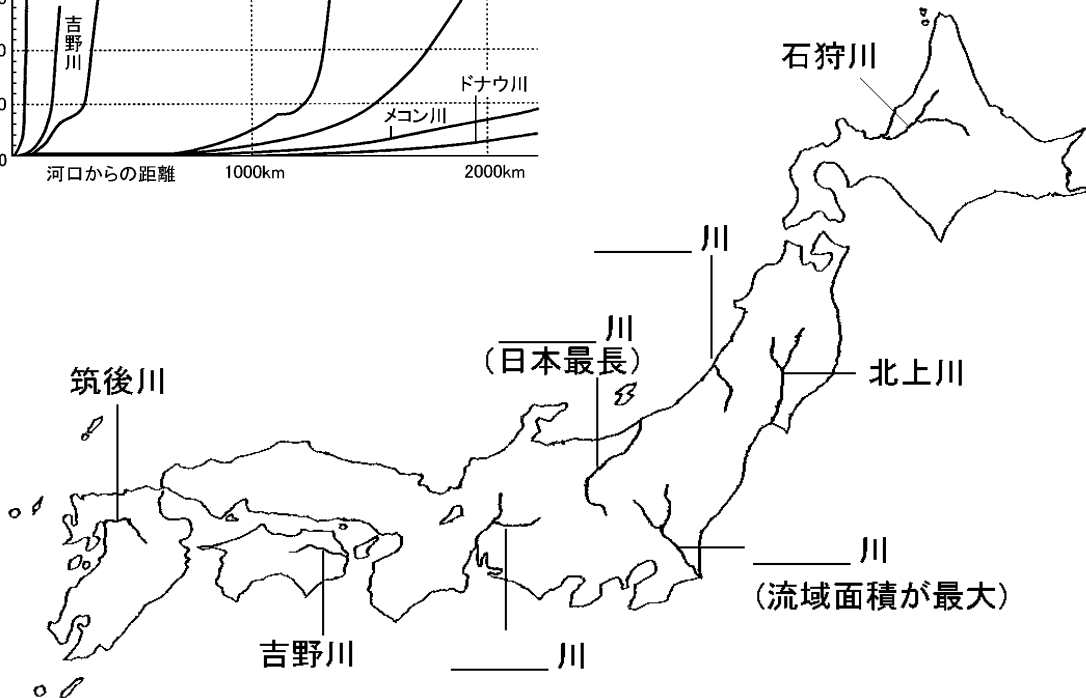 吉野川
ドナウ川
メコン川
0
河口からの距離
1000km
2000km
石狩川
川
川
(日本最長)
筑後川
北上川
川
(流域面積が最大)
吉野川
川